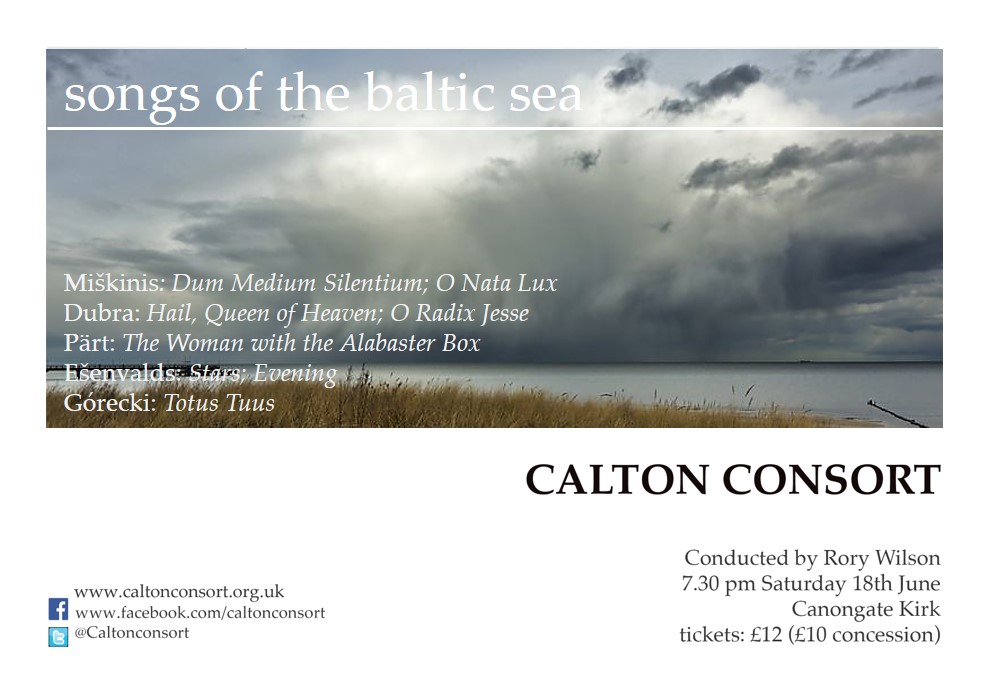 songs of the baltic sea
Miškinis: Dum Medium Silentium; O Nata Lux
Dubra: Hail, Queen of Heaven; O Radix Jesse
Pärt: The Woman with the Alabaster Box
Ešenvalds: Stars; Evening
Górecki: Totus Tuus
CALTON CONSORT
Conducted by Rory Wilson
7.30 pm Saturday 18th June
Canongate Kirk
tickets: £12 (£10 concession)
www.caltonconsort.org.uk
www.facebook.com/caltonconsort
@Caltonconsort